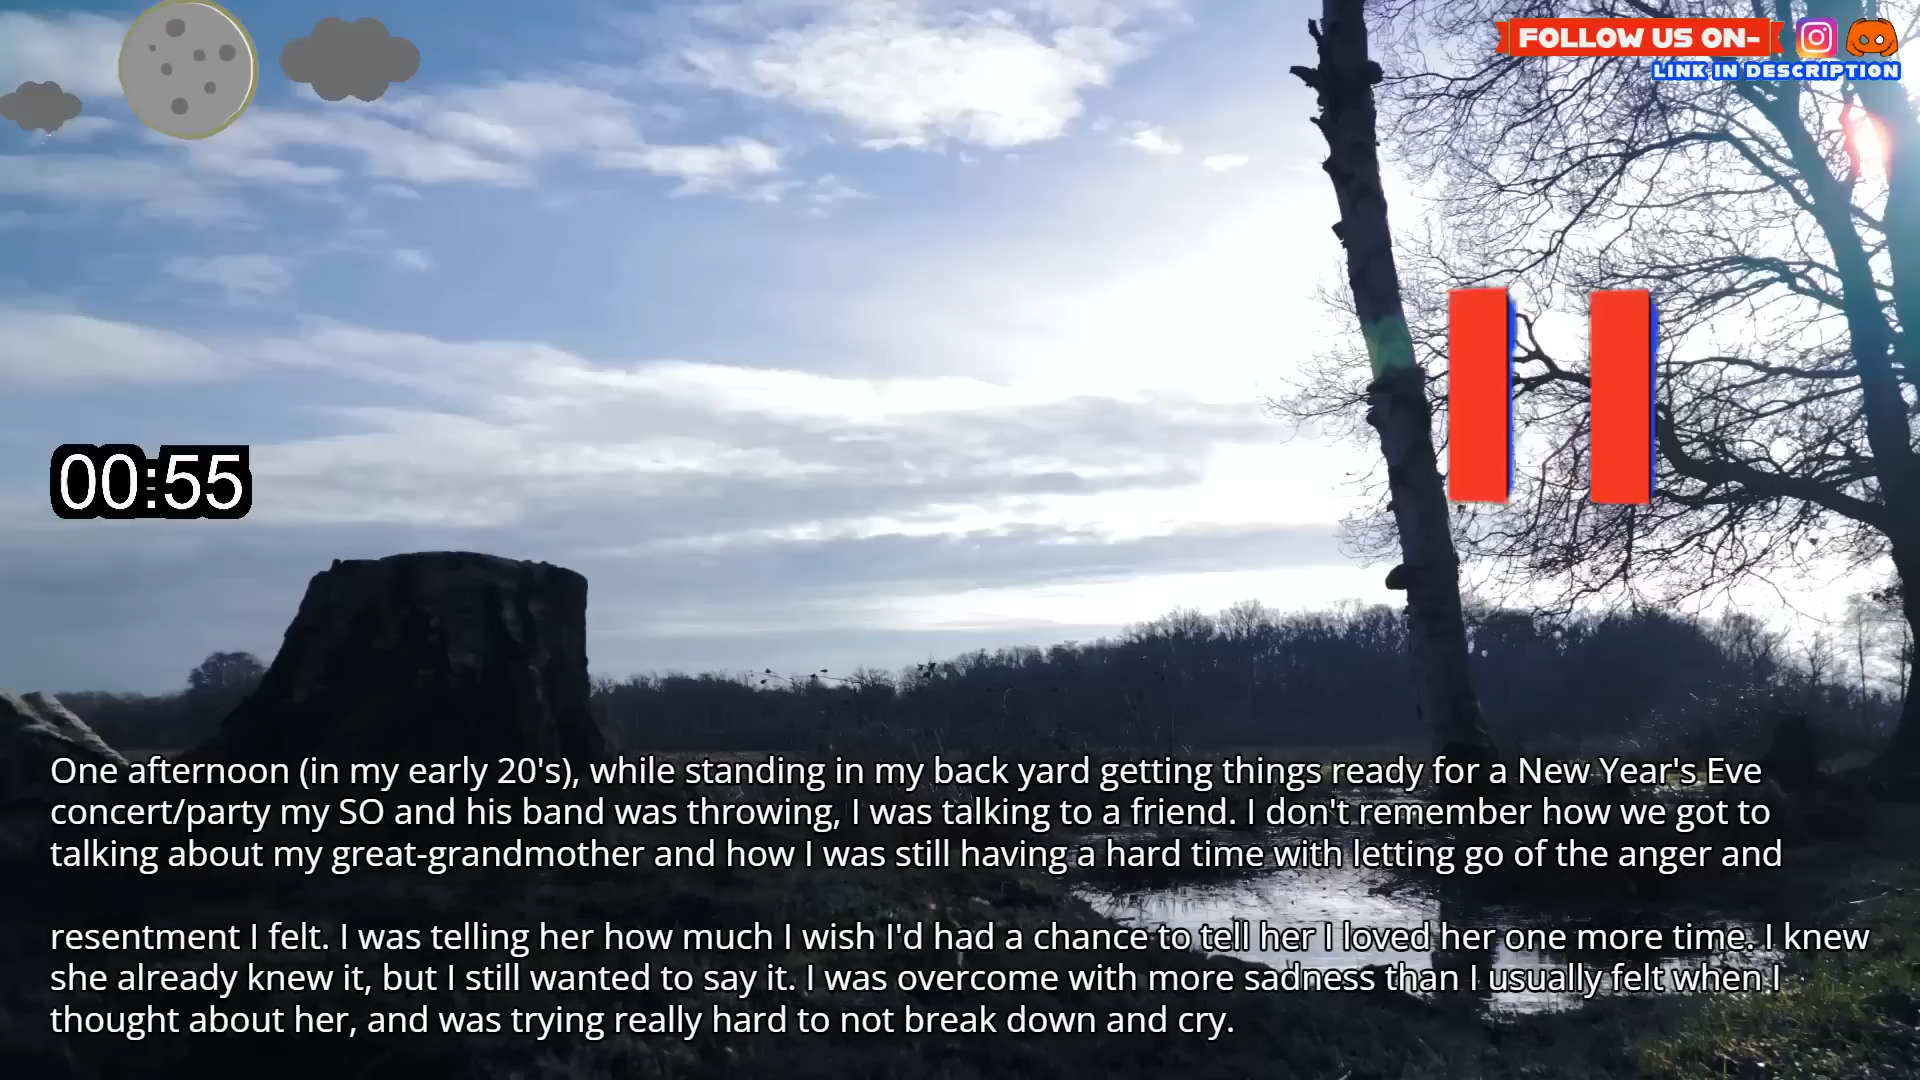 FOLLOW US ON-
LINK IN DESCRIPTION
00:55
One afternoon (in my early 20's), while standing in my back yard getting things ready for a New Year's Eve
concert/party my SO and his band was throwing, I was talking to a friend. I don't remember how we got to
talking about my great-grandmother and how I was still having a hard time with letting go of the anger and
resentment I felt. I was telling her how much I wish I'd had a chance to tell her I loved her one more time. I knew
she already knew it, but I still wanted to say it. I was overcome with more sadness than I usually felt when I
thought about her, and was trying really hard to not break down and cry.